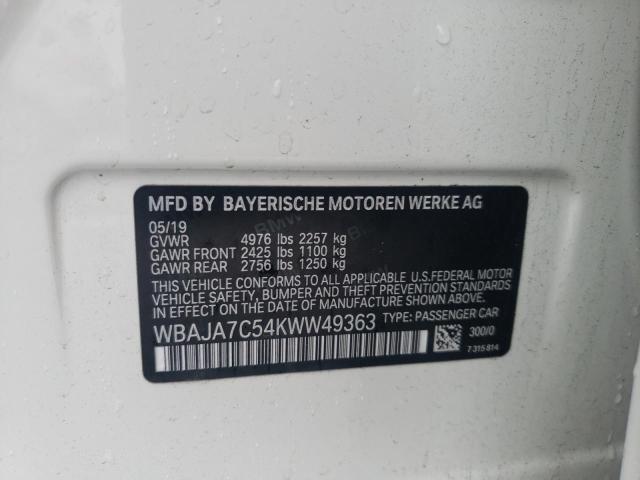 MFD BY BAYERISCHE MOTOREN WERKE AG
05/19
GVWR 4976 lbs 2257 kg
GAWR FRONT 2425 lbs 1100 kg
GAWR REAR 2756 lbs 1250 kg
THIS VEHICLE CONFORMS TO ALL APPLICABLE U.S.FEDERAL MOTOR
VEHICLE SAFETY, BUMPER, AND THEFT PREVENTION STANDARDS
IN EFFECT ON THE DATE OF MANUFACTURE SHOWN ABOVE.
WBAJA7C54KWW49363 TYPE: PASSENGER CAR
300/0
7 315 814